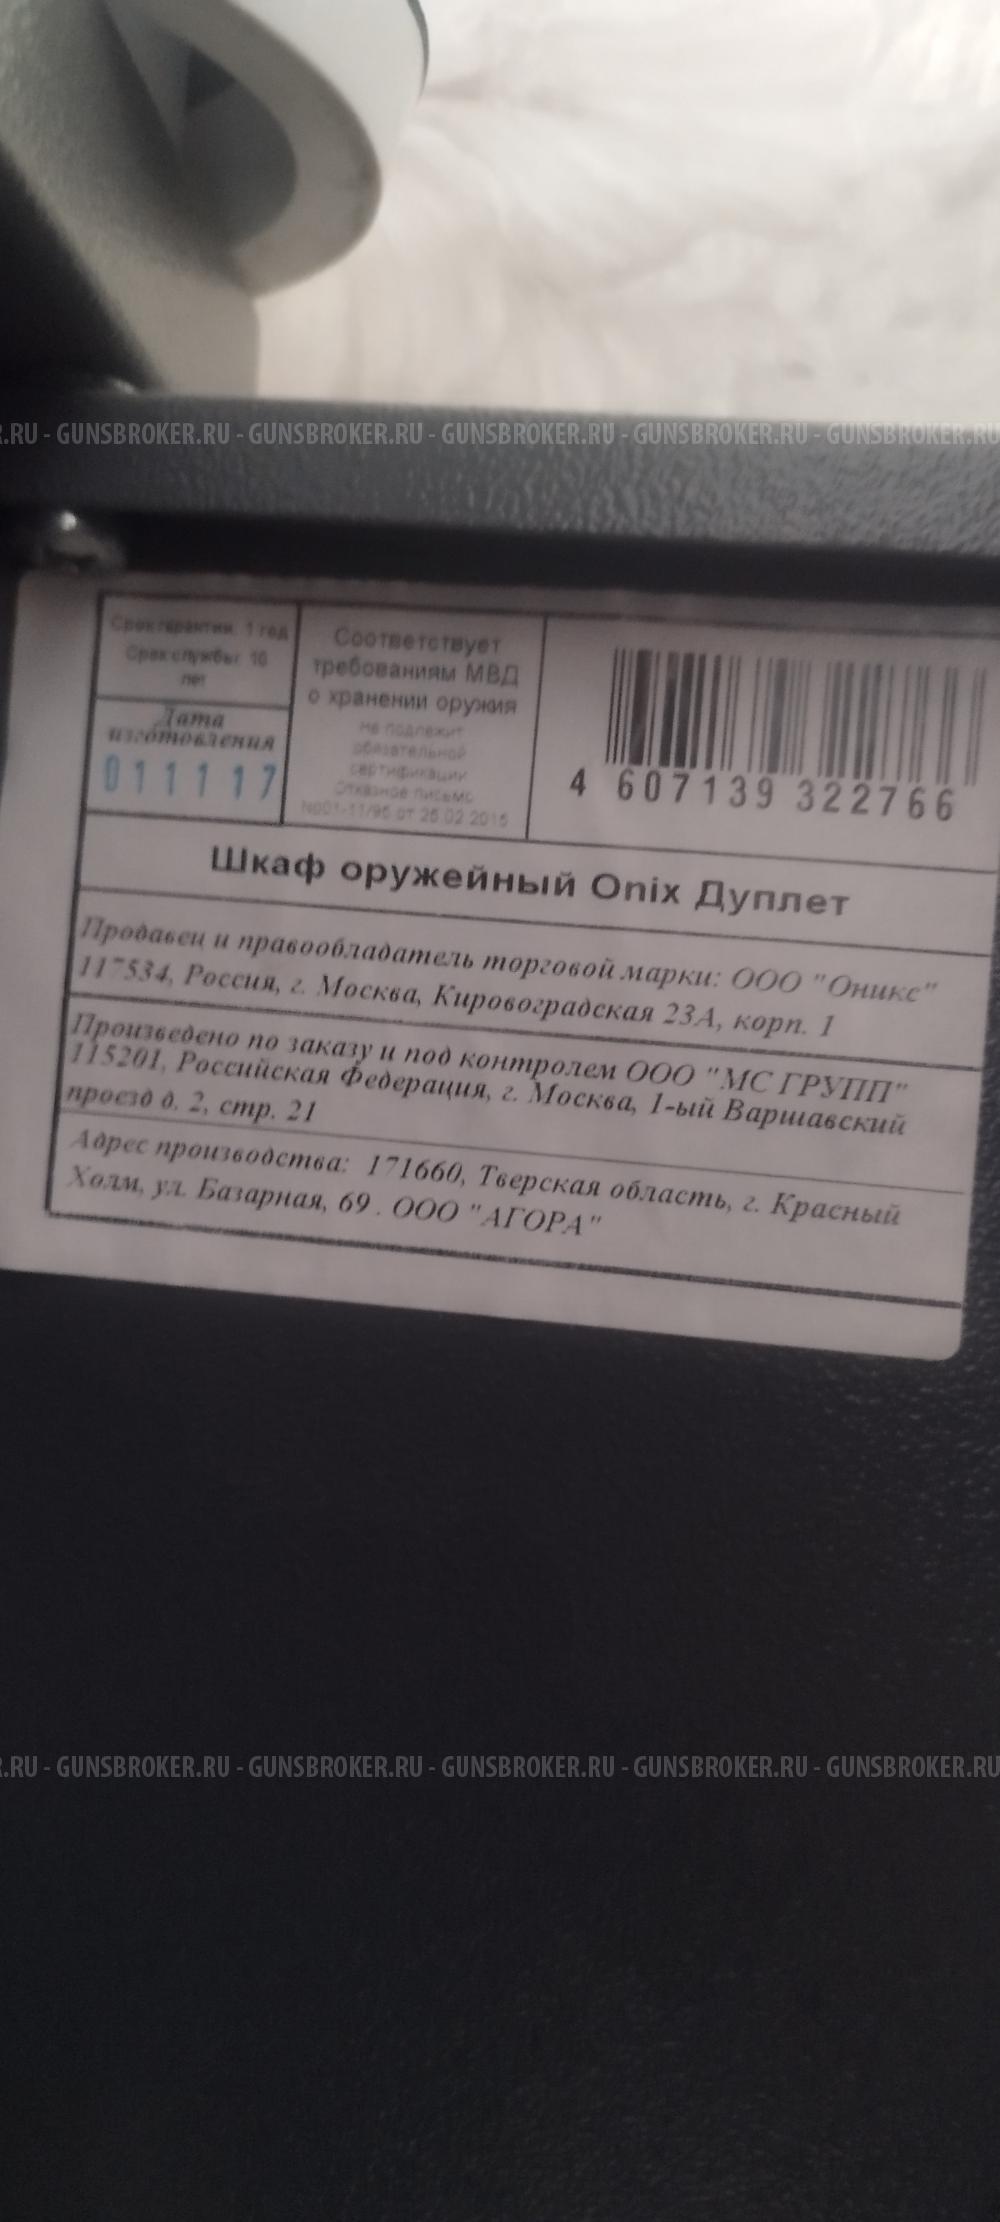 GUNSBROKER.RU - GUNSBROKER.RU - GUNSBROKER.RU - GUNSBROKER.RU - GUNSBROKER.RU
Срок гарантии: 1 год
Срок службы: 10
лет
Дата
изготовления
011117
Соответствует
требованиям МВД
о хранении оружия
не подлежит
обязательной
сертификации
Отказное письмо
4 607139 322766
Шкаф оружейный Onix Дуплет
Продавец и правообладатель торговой марки: ООО "Оникс"
117534, Россия, г. Москва, Кировоградская 23А, корп. 1
Произведено по заказу и под контролем ООО "МС ГРУПП"
115201, Российская Федерация, г. Москва, 1-ый Варшавский
проезд д. 2, стр. 21
Адрес производства: 171660, Тверская область, г. Красный
Холм, ул. Базарная, 69 . ООО "АГОРА"
.RU - GUNSBROKER.RU - GUNSBROKER.RU - GUNSBROKER.RU - GUNSBROKER.RU - GUNSBROKER.RU